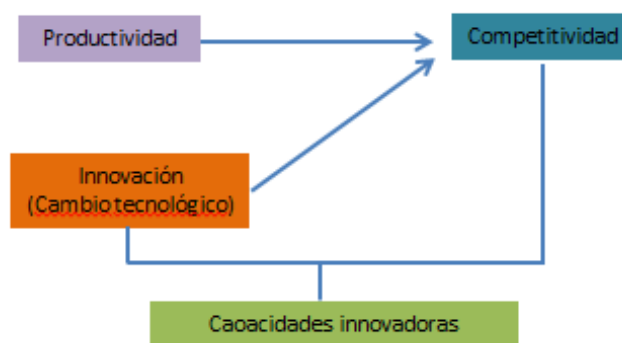 Productividad
Competitividad
Innovación
(Cambio tecnológico)
Caoacidades innovadoras